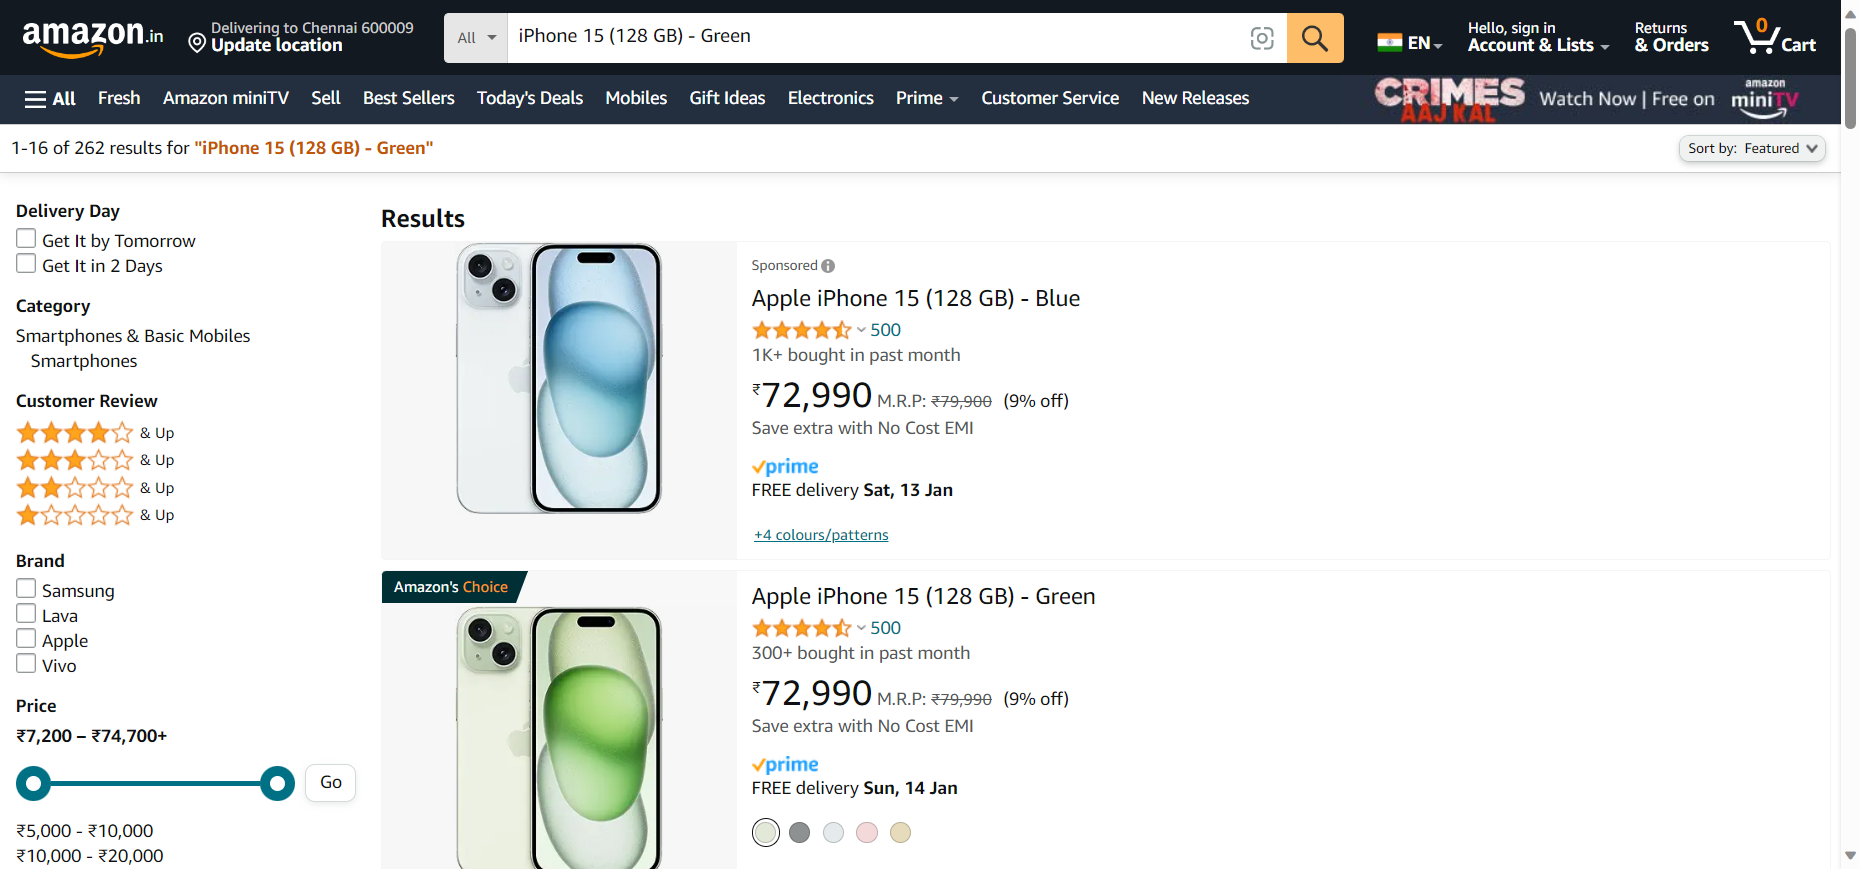 amazon.in
Delivering to Chennai 600009
Update location
All
iPhone 15 (128 GB) - Green
EN
Hello, sign in
Account & Lists
Returns
& Orders
0
Cart
All
Fresh
Amazon miniTV
Sell
Best Sellers
Today's Deals
Mobiles
Gift Ideas
Electronics
Prime
Customer Service
New Releases
CRIMES
AAJ KAL
Watch Now | Free on
amazon
miniTV
1-16 of 262 results for "iPhone 15 (128 GB) - Green"
Sort by: Featured
Delivery Day
Get It by Tomorrow
Get It in 2 Days
Category
Smartphones & Basic Mobiles
Smartphones
Customer Review
& Up
& Up
& Up
& Up
Brand
Samsung
Lava
Apple
Vivo
Price
₹7,200 – ₹74,700+
Go
₹5,000 - ₹10,000
₹10,000 - ₹20,000
Results
Sponsored
Apple iPhone 15 (128 GB) - Blue
500
1K+ bought in past month
₹72,990 M.R.P: ₹79,900 (9% off)
Save extra with No Cost EMI
prime
FREE delivery Sat, 13 Jan
+4 colours/patterns
Amazon's Choice
Apple iPhone 15 (128 GB) - Green
500
300+ bought in past month
₹72,990 M.R.P: ₹79,990 (9% off)
Save extra with No Cost EMI
prime
FREE delivery Sun, 14 Jan